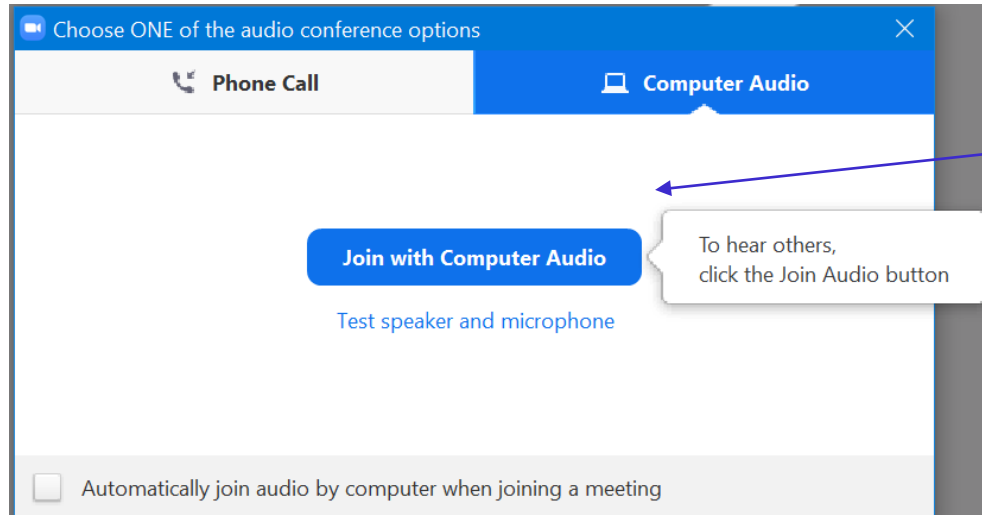 Choose ONE of the audio conference options
Phone Call
Computer Audio
Join with Computer Audio
To hear others,
click the Join Audio button
Test speaker and microphone
Automatically join audio by computer when joining a meeting